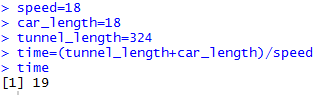 > speed=18
> car_length=18
> tunnel_length=324
> time=(tunnel_length+car_length)/speed
> time
[1] 19